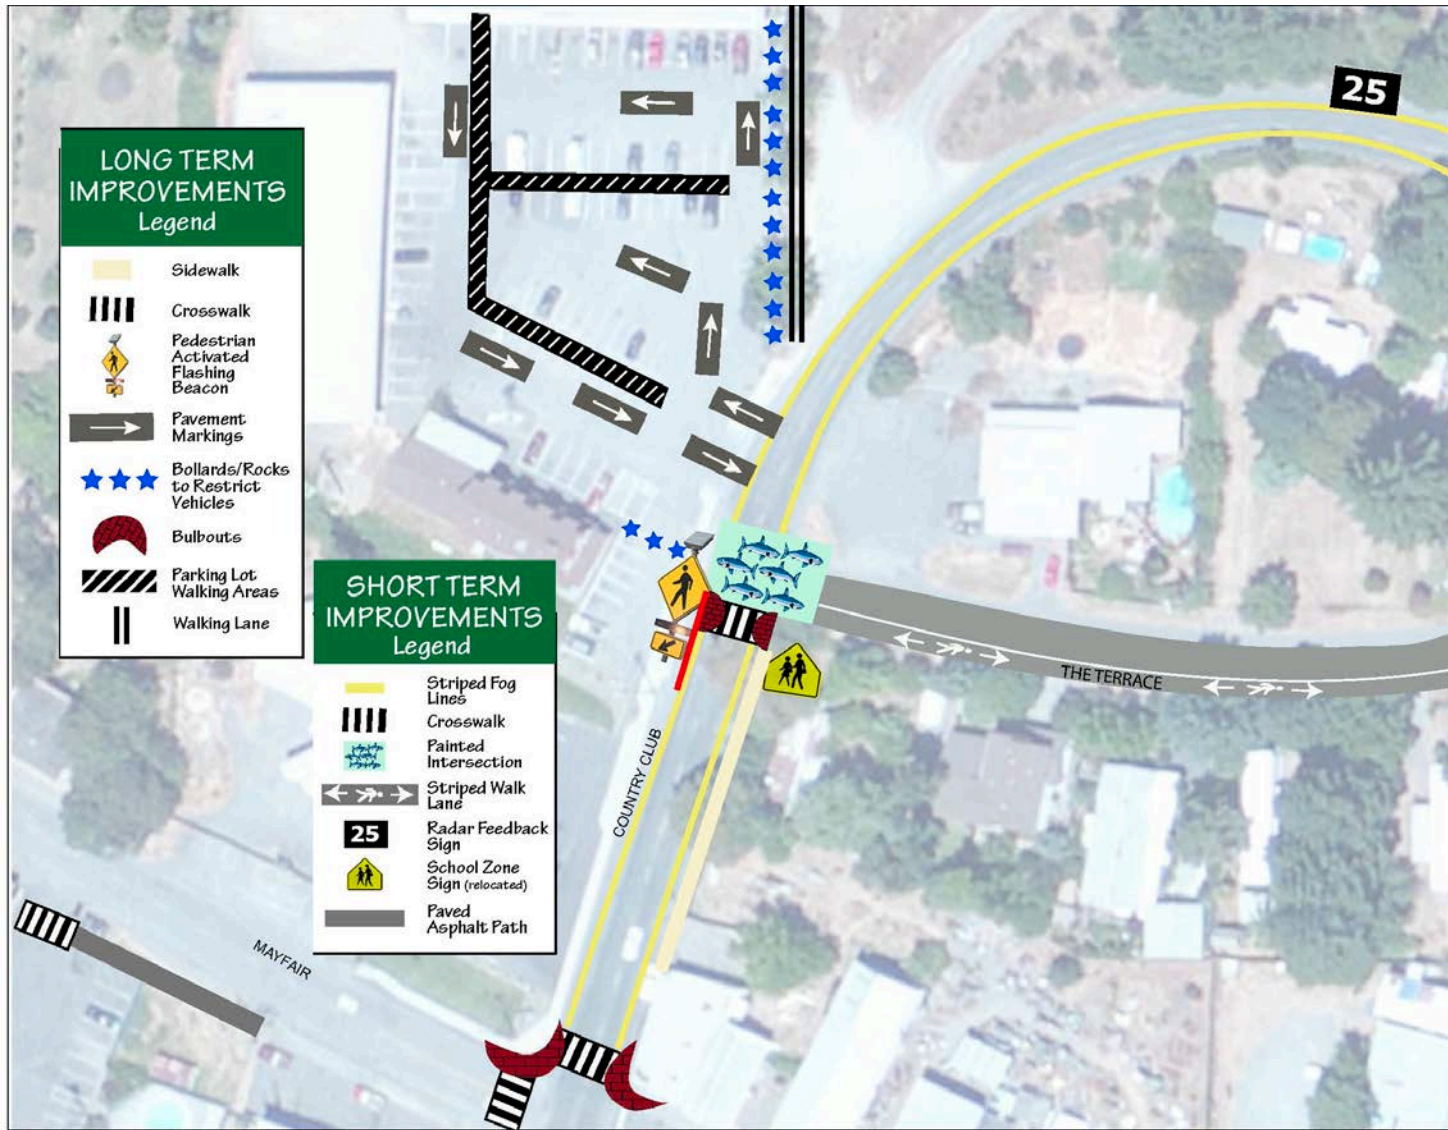 25
LONG TERM
IMPROVEMENTS
Legend
Sidewalk
Crosswalk
Pedestrian
Activated
Flashing
Beacon
Pavement
Markings
Bollards/Rocks
to Restrict
Vehicles
Bulbouts
Parking Lot
Walking Areas
Walking Lane
SHORT TERM
IMPROVEMENTS
Legend
Striped Fog
Lines
Crosswalk
Painted
Intersection
Striped Walk
Lane
25
Radar Feedback
Sign
School Zone
Sign (relocated)
Paved
Asphalt Path
THE TERRACE
COUNTRY CLUB
MAYFAIR